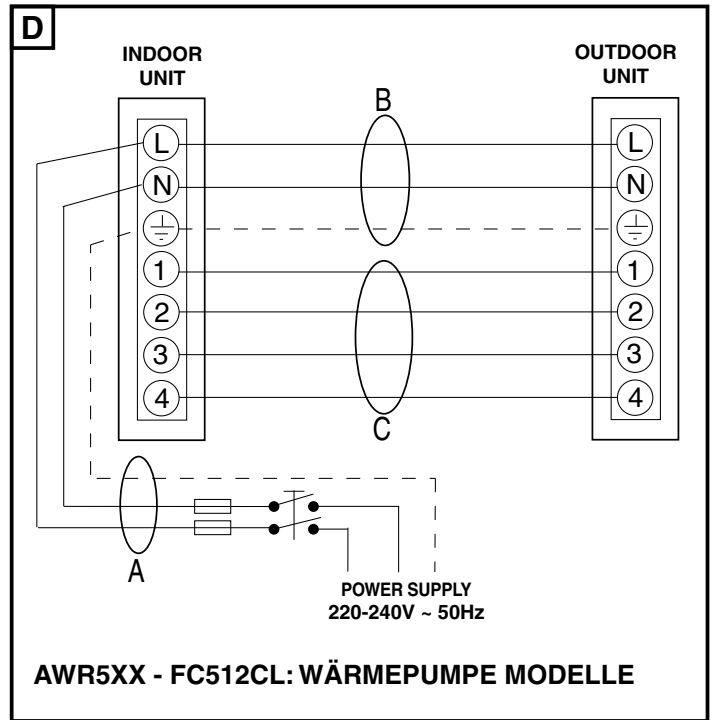 D
INDOOR
UNIT
OUTDOOR
UNIT
B
L
L
N
N
1
1
2
2
3
3
4
4
C
A
POWER SUPPLY
220-240V ~ 50Hz
AWR5XX - FC512CL: WÄRMEPUMPE MODELLE